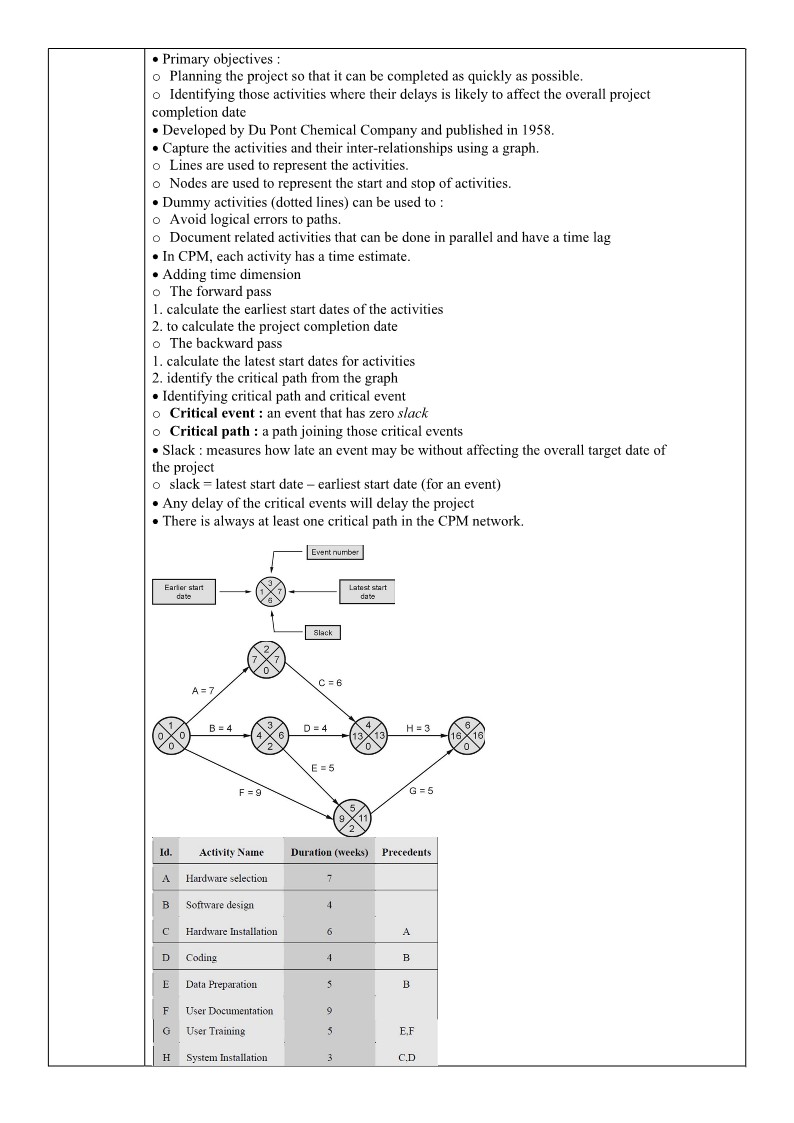 • Primary objectives :
o Planning the project so that it can be completed as quickly as possible.
o Identifying those activities where their delays is likely to affect the overall project
completion date
• Developed by Du Pont Chemical Company and published in 1958.
• Capture the activities and their inter-relationships using a graph.
o Lines are used to represent the activities.
o Nodes are used to represent the start and stop of activities.
• Dummy activities (dotted lines) can be used to :
o Avoid logical errors to paths.
o Document related activities that can be done in parallel and have a time lag
• In CPM, each activity has a time estimate.
• Adding time dimension
o The forward pass
1. calculate the earliest start dates of the activities
2. to calculate the project completion date
o The backward pass
1. calculate the latest start dates for activities
2. identify the critical path from the graph
• Identifying critical path and critical event
o Critical event : an event that has zero slack
o Critical path : a path joining those critical events
• Slack : measures how late an event may be without affecting the overall target date of
the project
o slack = latest start date – earliest start date (for an event)
• Any delay of the critical events will delay the project
• There is always at least one critical path in the CPM network.
Event number
Earlier start
date
3
1 7
6
Latest start
date
Slack
2
7 7
0
A = 7
C = 6
1
0 0
0
B = 4
3
4 6
2
D = 4
4
13 13
0
H = 3
6
16 16
0
E = 5
F = 9
G = 5
5
9 11
2
Id. Activity Name Duration (weeks) Precedents
A Hardware selection 7
B Software design 4
C Hardware Installation 6 A
D Coding 4 B
E Data Preparation 5 B
F User Documentation 9
G User Training 5 E,F
H System Installation 3 C,D